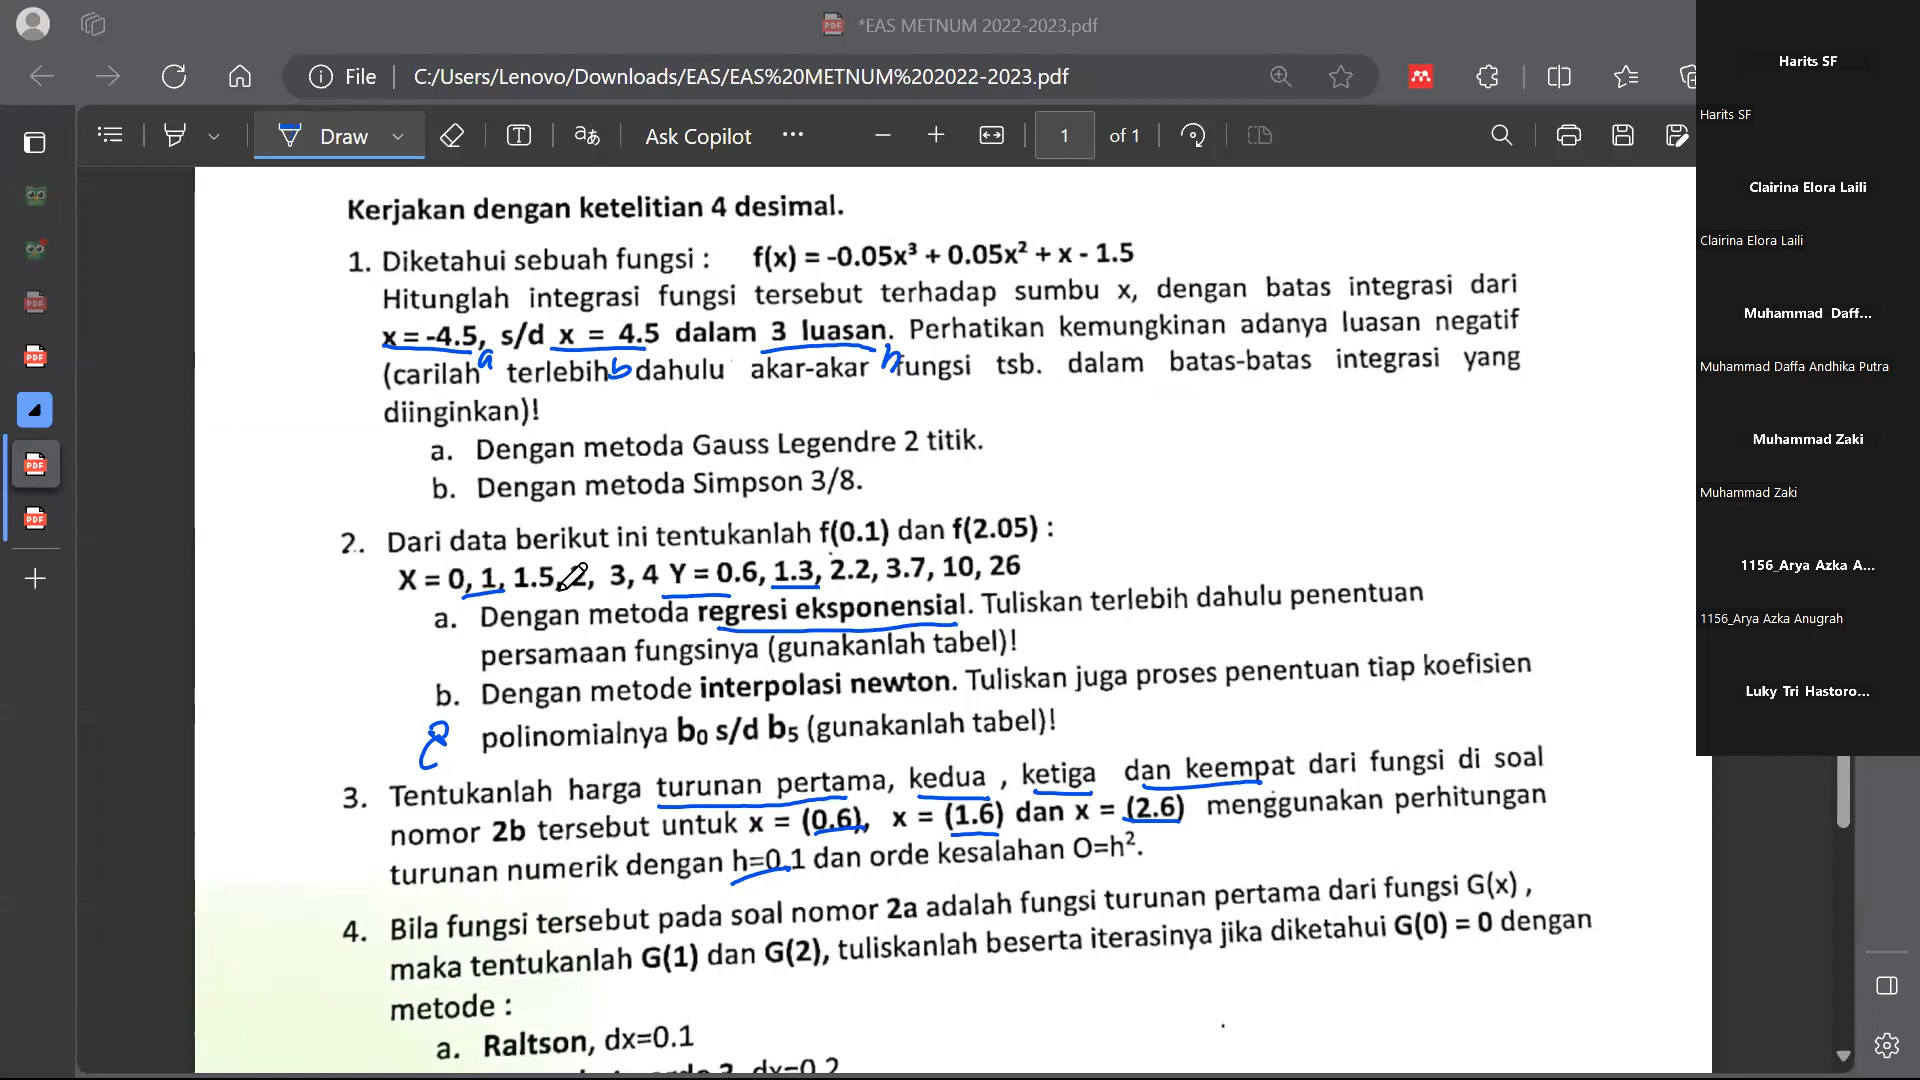 *EAS METNUM 2022-2023.pdf
File
C:/Users/Lenovo/Downloads/EAS/EAS%20METNUM%202022-2023.pdf
Draw
Ask Copilot
1 of 1
Kerjakan dengan ketelitian 4 desimal.
1. Diketahui sebuah fungsi : f(x) = -0.05x³ + 0.05x² + x - 1.5
Hitunglah integrasi fungsi tersebut terhadap sumbu x, dengan batas integrasi dari
x = -4.5, s/d x = 4.5 dalam 3 luasan. Perhatikan kemungkinan adanya luasan negatif
a b n
(carilah terlebih dahulu akar-akar fungsi tsb. dalam batas-batas integrasi yang
diinginkan)!
a. Dengan metoda Gauss Legendre 2 titik.
b. Dengan metoda Simpson 3/8.
2. Dari data berikut ini tentukanlah f(0.1) dan f(2.05) :
X = 0, 1, 1.5, 2, 3, 4 Y = 0.6, 1.3, 2.2, 3.7, 10, 26
a. Dengan metoda regresi eksponensial. Tuliskan terlebih dahulu penentuan
persamaan fungsinya (gunakanlah tabel)!
b. Dengan metode interpolasi newton. Tuliskan juga proses penentuan tiap koefisien
polinomialnya b₀ s/d b₅ (gunakanlah tabel)!
3. Tentukanlah harga turunan pertama, kedua , ketiga dan keempat dari fungsi di soal
nomor 2b tersebut untuk x = (0.6), x = (1.6) dan x = (2.6) menggunakan perhitungan
turunan numerik dengan h=0.1 dan orde kesalahan O=h².
4. Bila fungsi tersebut pada soal nomor 2a adalah fungsi turunan pertama dari fungsi G(x) ,
maka tentukanlah G(1) dan G(2), tuliskanlah beserta iterasinya jika diketahui G(0) = 0 dengan
metode :
a. Raltson, dx=0.1
dx=0.2
Harits SF
Harits SF
Clairina Elora Laili
Clairina Elora Laili
Muhammad Daff...
Muhammad Daffa Andhika Putra
Muhammad Zaki
Muhammad Zaki
1156_Arya Azka A...
1156_Arya Azka Anugrah
Luky Tri Hastoro...